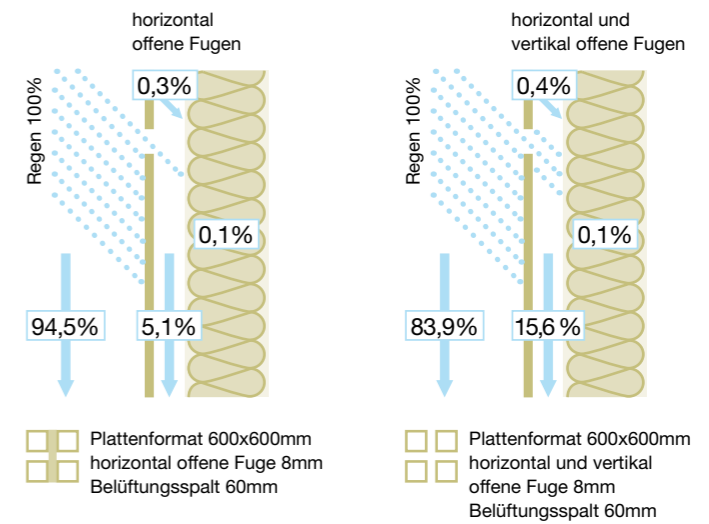 horizontal
offene Fugen
Regen 100%
0,3%
0,1%
94,5%
5,1%
Plattenformat 600x600mm
horizontal offene Fuge 8mm
Belüftungsspalt 60mm
horizontal und
vertikal offene Fugen
Regen 100%
0,4%
0,1%
83,9%
15,6 %
Plattenformat 600x600mm
horizontal und vertikal
offene Fuge 8mm
Belüftungsspalt 60mm